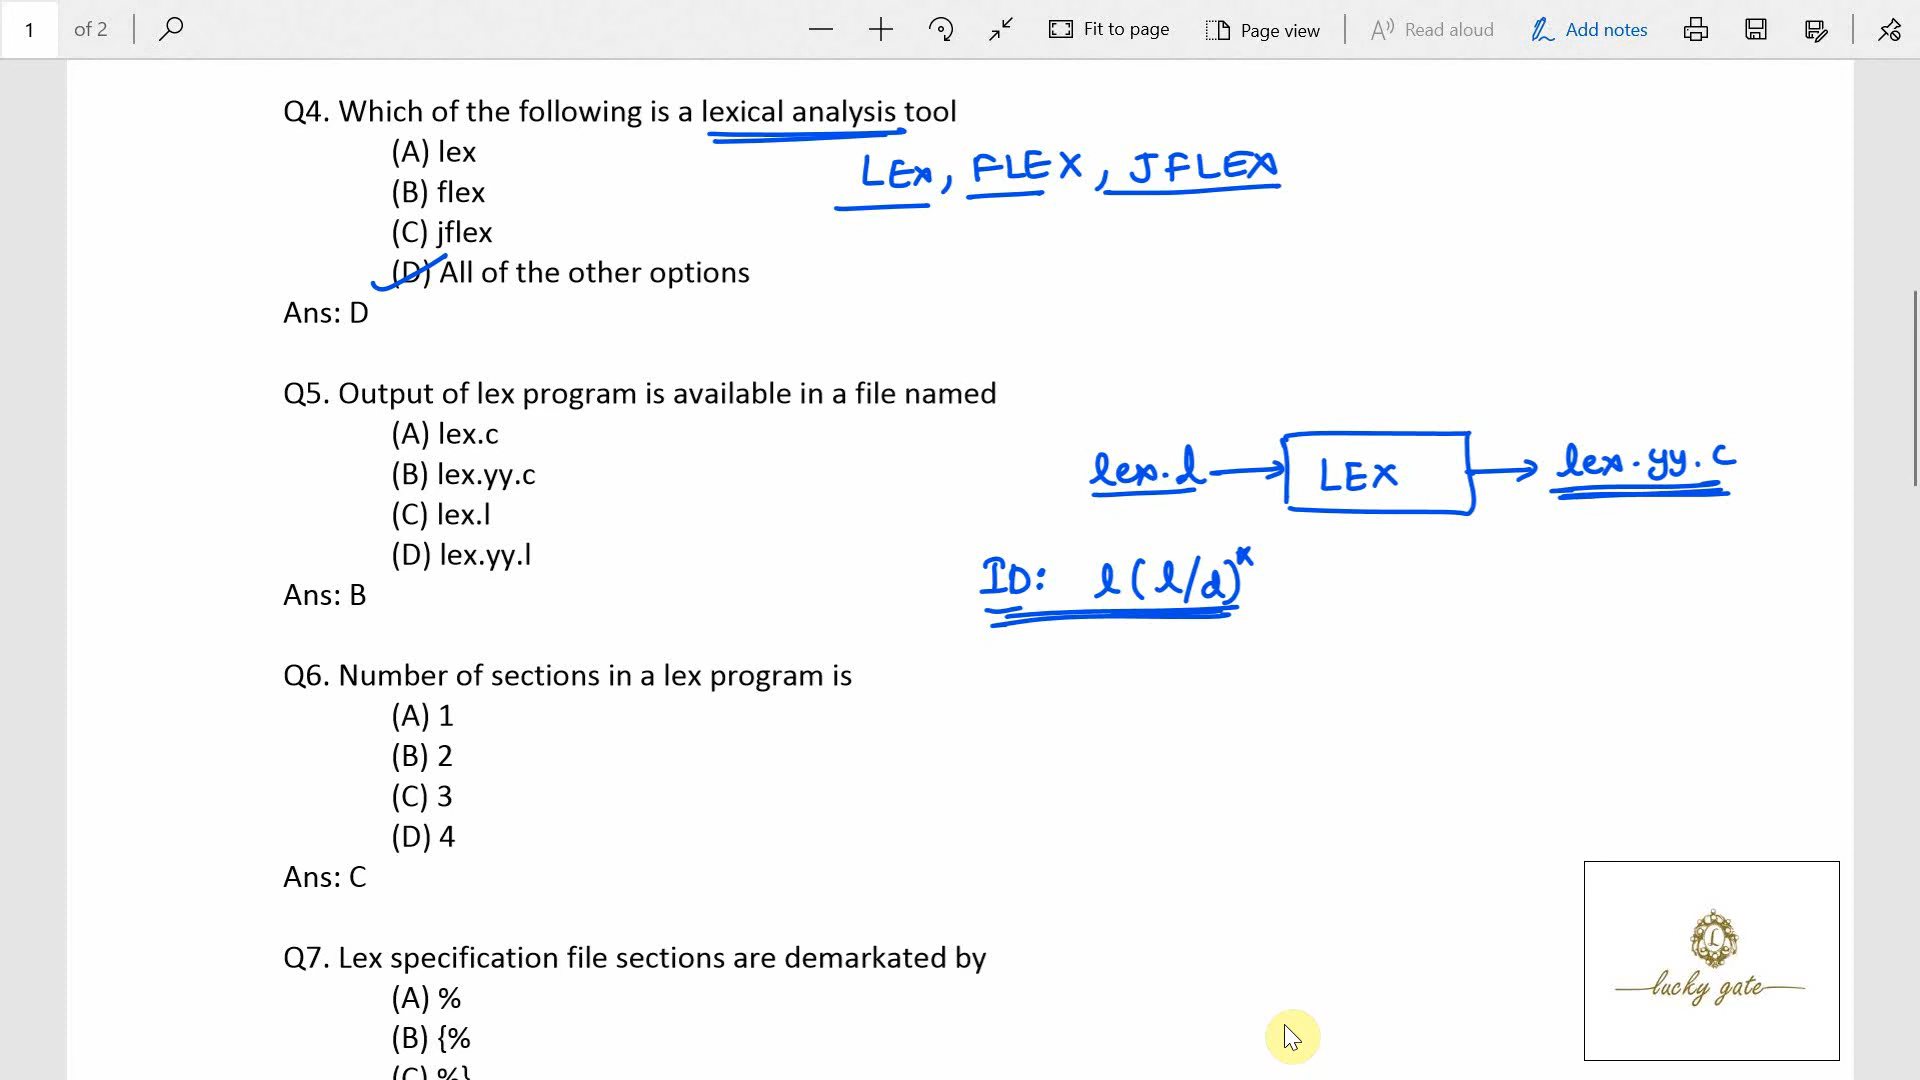 1 of 2 Fit to page Page view Read aloud Add notes
Q4. Which of the following is a lexical analysis tool
(A) lex
LEX, FLEX, JFLEX
(B) flex
(C) jflex
(D) All of the other options
Ans: D
Q5. Output of lex program is available in a file named
(A) lex.c
lex.l LEX lex.yy.c
(B) lex.yy.c
(C) lex.l
(D) lex.yy.l
ID: l(l/d)*
Ans: B
Q6. Number of sections in a lex program is
(A) 1
(B) 2
(C) 3
(D) 4
Ans: C
Q7. Lex specification file sections are demarkated by
(A) %
(B) {%
(C) %}
L
lucky gate